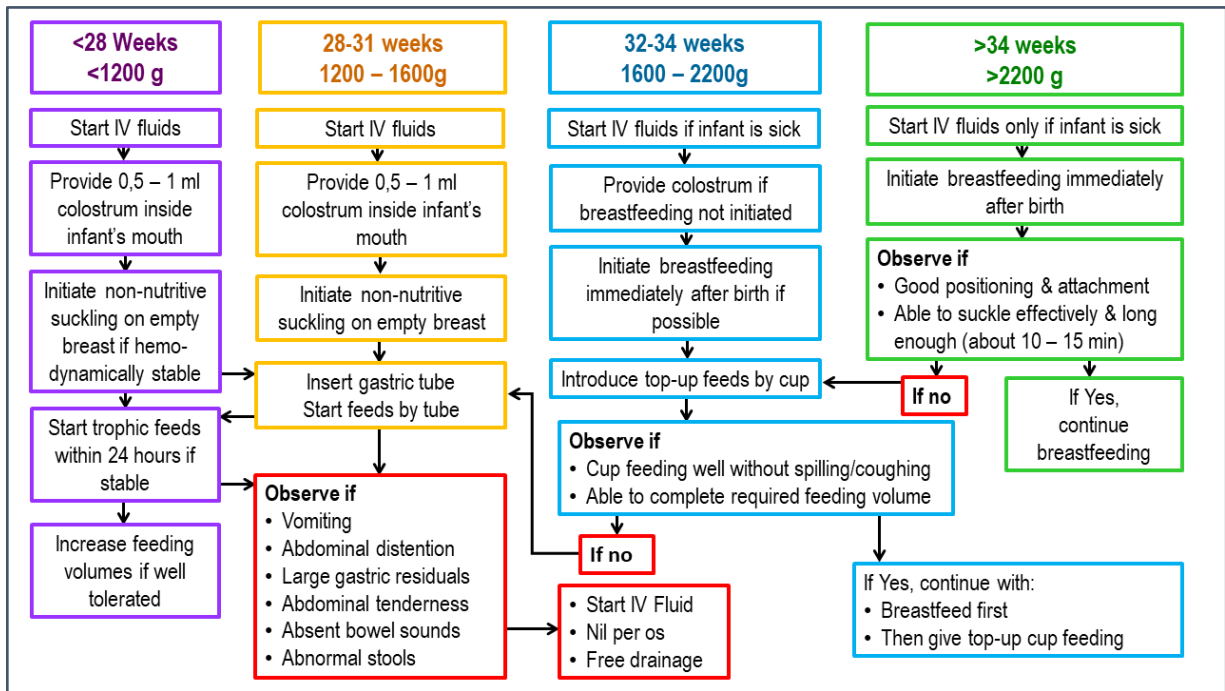 <28 Weeks
<1200 g
Start IV fluids
Provide 0,5 – 1 ml
colostrum inside
infant's mouth
Initiate non-nutritive
suckling on empty
breast if hemo-
dynamically stable
Start trophic feeds
within 24 hours if
stable
Increase feeding
volumes if well
tolerated
28-31 weeks
1200 – 1600g
Start IV fluids
Provide 0,5 – 1 ml
colostrum inside infant's
mouth
Initiate non-nutritive
suckling on empty breast
Insert gastric tube
Start feeds by tube
Observe if
• Vomiting
• Abdominal distention
• Large gastric residuals
• Abdominal tenderness
• Absent bowel sounds
• Abnormal stools
• Start IV Fluid
• Nil per os
• Free drainage
32-34 weeks
1600 – 2200g
Start IV fluids if infant is sick
Provide colostrum if
breastfeeding not initiated
Initiate breastfeeding
immediately after birth if
possible
Introduce top-up feeds by cup
Observe if
• Cup feeding well without spilling/coughing
• Able to complete required feeding volume
If no
If Yes, continue with:
• Breastfeed first
• Then give top-up cup feeding
>34 weeks
>2200 g
Start IV fluids only if infant is sick
Initiate breastfeeding immediately
after birth
Observe if
• Good positioning & attachment
• Able to suckle effectively & long
enough (about 10 – 15 min)
If no
If Yes,
continue
breastfeeding